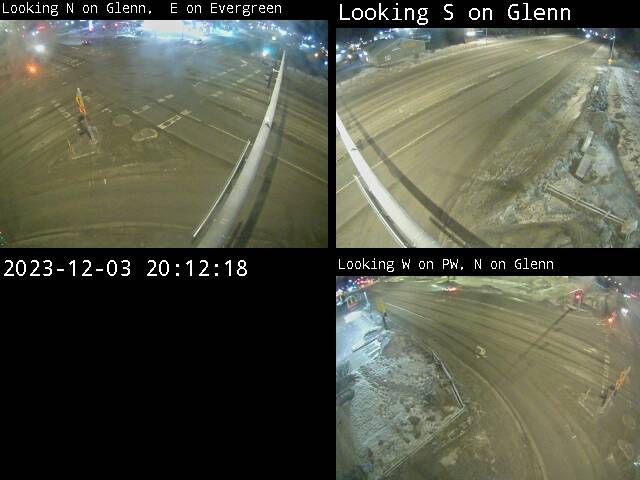 Looking N on Glenn,  E on Evergreen
Looking S on Glenn
2023-12-03 20:12:18
Looking W on PW, N on Glenn